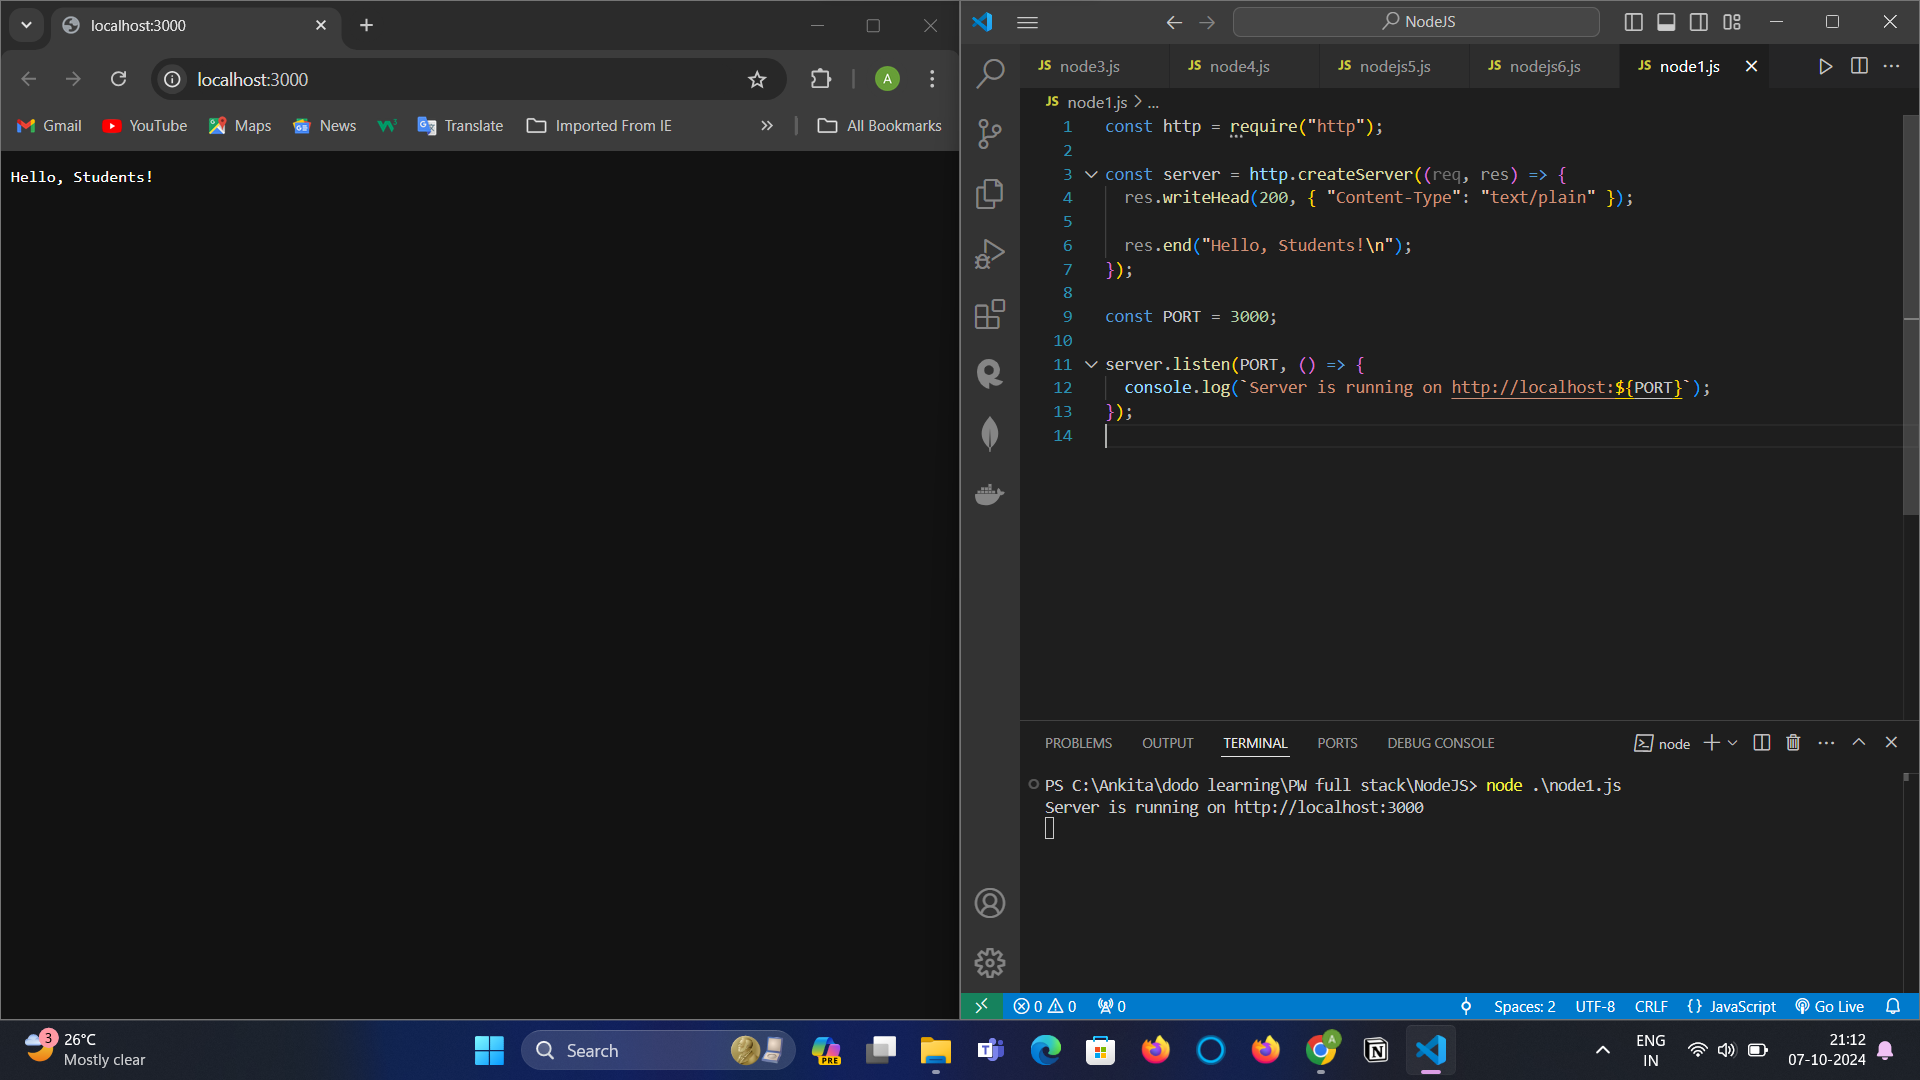 localhost:3000
localhost:3000
A
Gmail YouTube Maps News Translate Imported From IE All Bookmarks
Hello, Students!
NodeJS
JS node3.js JS node4.js JS nodejs5.js JS nodejs6.js JS node1.js
JS node1.js > ...
1 const http = require("http");
2
3 const server = http.createServer((req, res) => {
4 res.writeHead(200, { "Content-Type": "text/plain" });
5
6 res.end("Hello, Students!\n");
7 });
8
9 const PORT = 3000;
10
11 server.listen(PORT, () => {
12 console.log(`Server is running on http://localhost:${PORT}`);
13 });
14
PROBLEMS OUTPUT TERMINAL PORTS DEBUG CONSOLE node
PS C:\Ankita\dodo learning\PW full stack\NodeJS> node .\node1.js
Server is running on http://localhost:3000
0 0 0 Spaces: 2 UTF-8 CRLF {} JavaScript Go Live
3 26°C
Mostly clear
Search
PRE
A
ENG
IN
21:12
07-10-2024